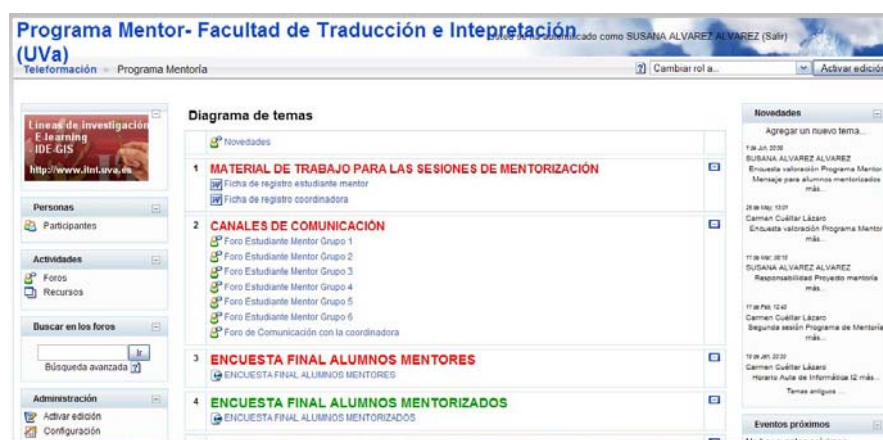 Programa Mentor- Facultad de Traducción e Intepretación
(UVa)
cado como SUSANA ALVAREZ ALVAREZ (Salir)
Teleformación Programa Mentoría
Cambiar rol a...
Activar edición
Líneas de investigación
E-learning
IDE-GIS
http://www.itnt.uva.es
Personas
Participantes
Actividades
Foros
Recursos
Buscar en los foros
Ir
Búsqueda avanzada
Administración
Activar edición
Configuración
Diagrama de temas
Novedades
1 MATERIAL DE TRABAJO PARA LAS SESIONES DE MENTORIZACIÓN
Ficha de registro estudiante mentor
Ficha de registro coordinadora
2 CANALES DE COMUNICACIÓN
Foro Estudiante Mentor Grupo 1
Foro Estudiante Mentor Grupo 2
Foro Estudiante Mentor Grupo 3
Foro Estudiante Mentor Grupo 4
Foro Estudiante Mentor Grupo 5
Foro Estudiante Mentor Grupo 6
Foro de Comunicación con la coordinadora
3 ENCUESTA FINAL ALUMNOS MENTORES
ENCUESTA FINAL ALUMNOS MENTORES
4 ENCUESTA FINAL ALUMNOS MENTORIZADOS
ENCUESTA FINAL ALUMNOS MENTORIZADOS
Novedades
Agregar un nuevo tema...
SUSANA ALVAREZ ALVAREZ
Encuesta valoración Programa Mentor.
Mensaje para alumnos mentorizados
más...
Carmen Cuéllar Lázaro
Encuesta valoración Programa Mentor
más...
SUSANA ALVAREZ ALVAREZ
Responsabilidad Proyecto mentoría
más...
Carmen Cuéllar Lázaro
Segunda sesión Programa de Mentoría
más...
Carmen Cuéllar Lázaro
Horario Aula de Informática I2 más...
Temas antiguos ...
Eventos próximos